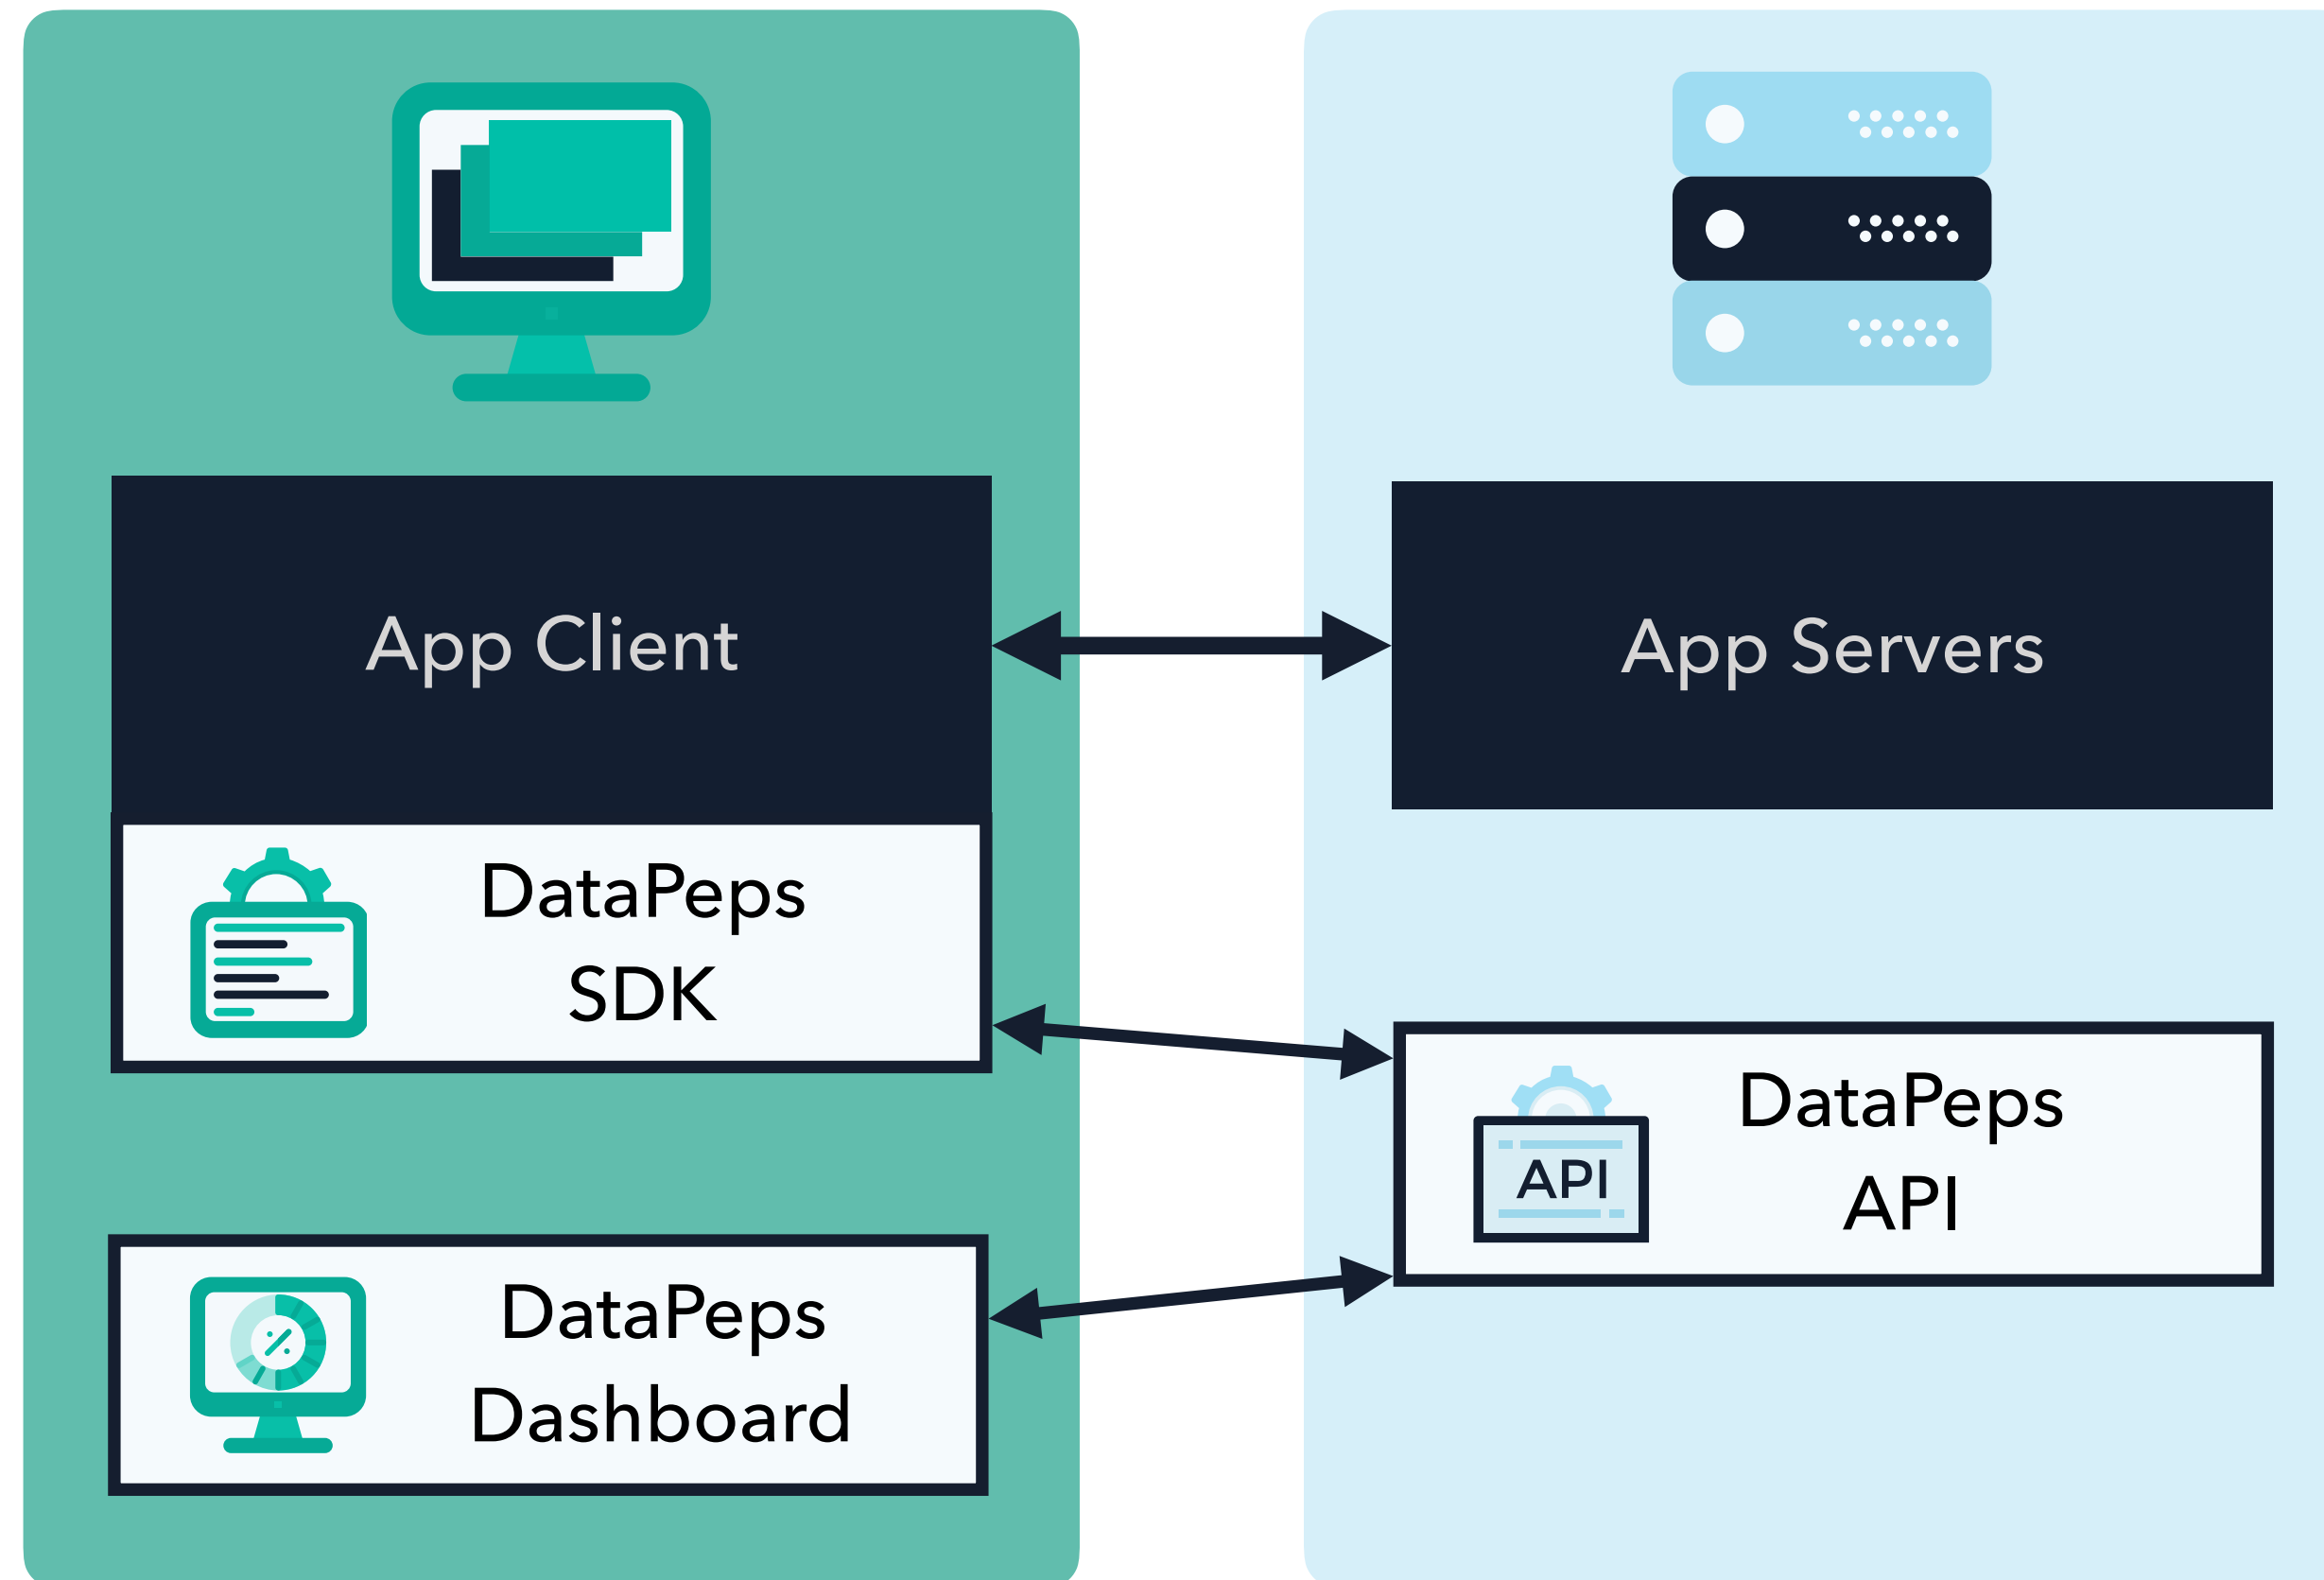 App Client
App Servers
DataPeps
SDK
DataPeps
API
API
DataPeps
Dashboard